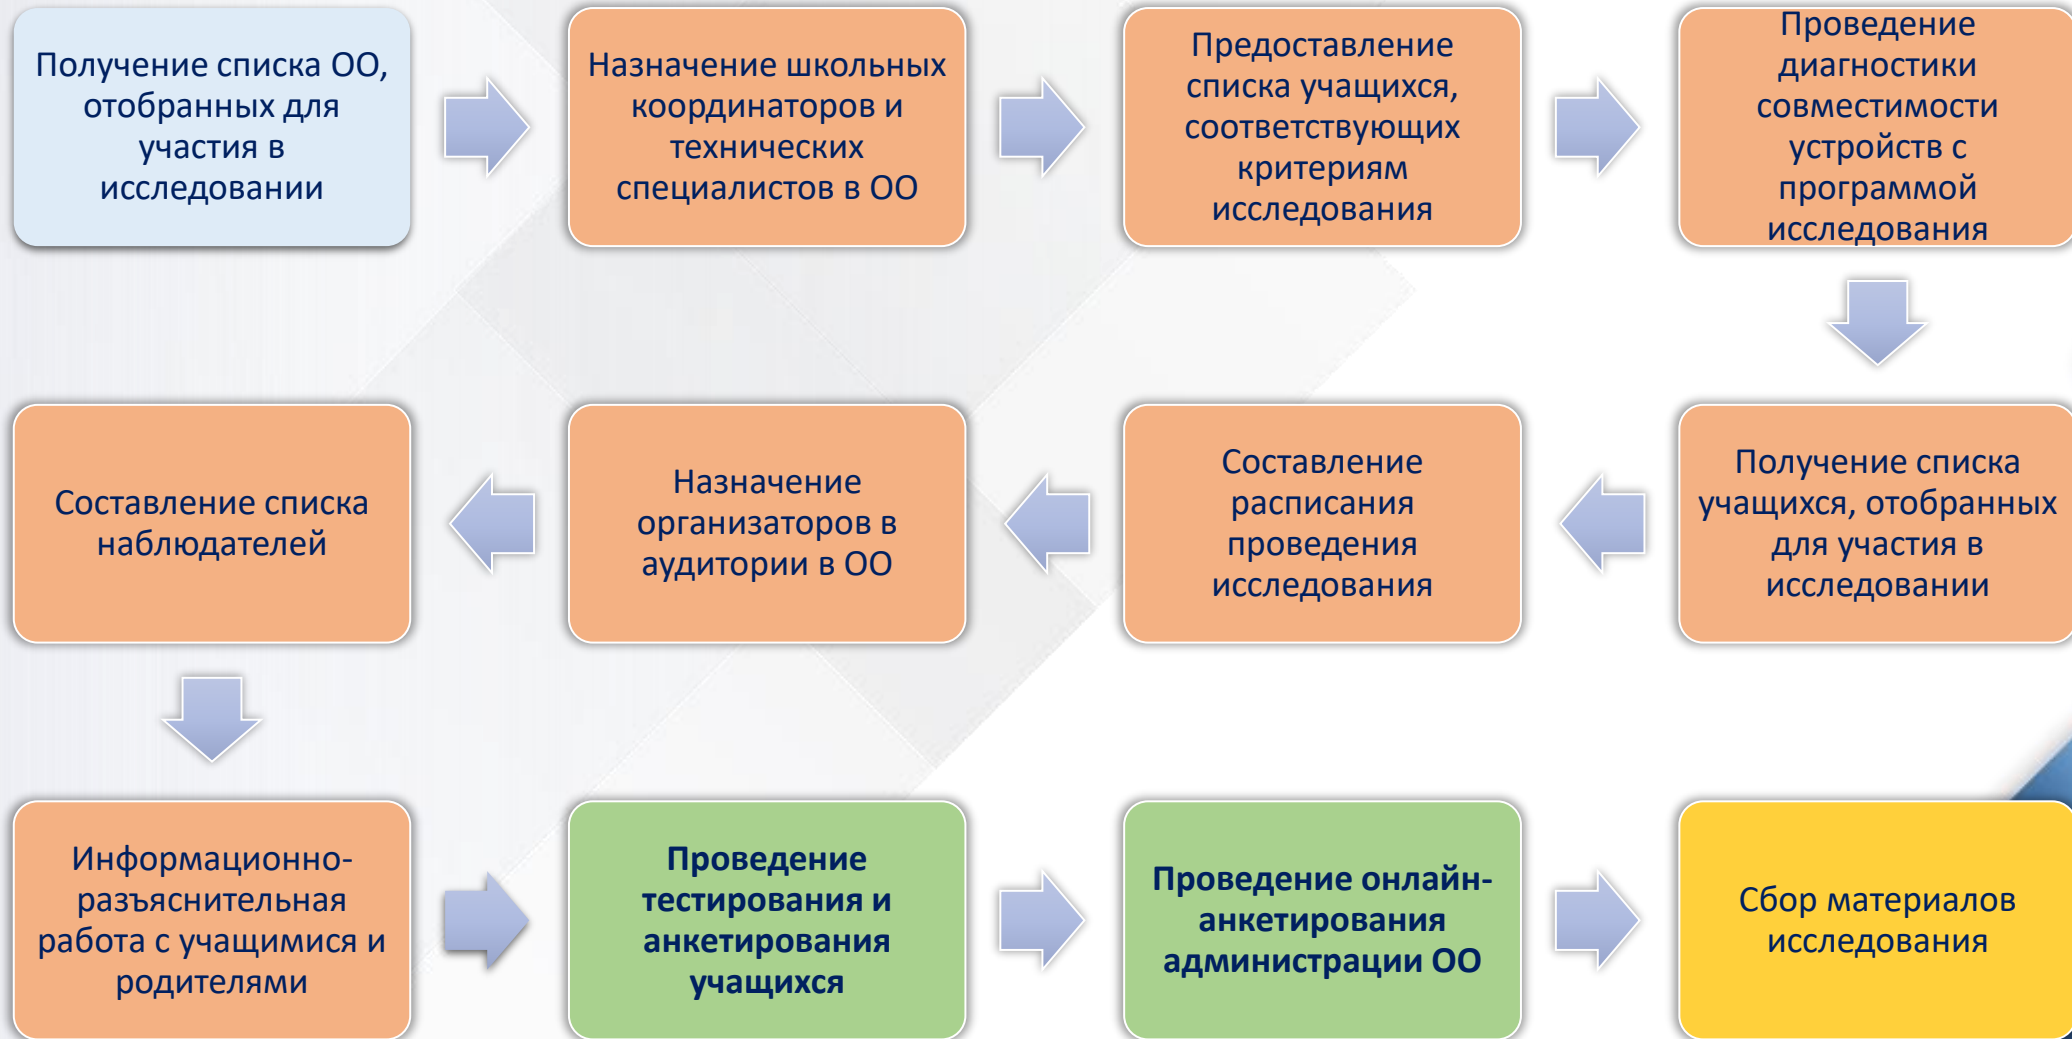 Получение списка ОО,
отобранных для
участия в
исследовании
Назначение школьных
координаторов и
технических
специалистов в ОО
Предоставление
списка учащихся,
соответствующих
критериям
исследования
Проведение
диагностики
совместимости
устройств с
программой
исследования
Получение списка
учащихся, отобранных
для участия в
исследовании
Составление
расписания
проведения
исследования
Назначение
организаторов в
аудитории в ОО
Составление списка
наблюдателей
Информационно-
разъяснительная
работа с учащимися и
родителями
Проведение
тестирования и
анкетирования
учащихся
Проведение онлайн-
анкетирования
администрации ОО
Сбор материалов
исследования